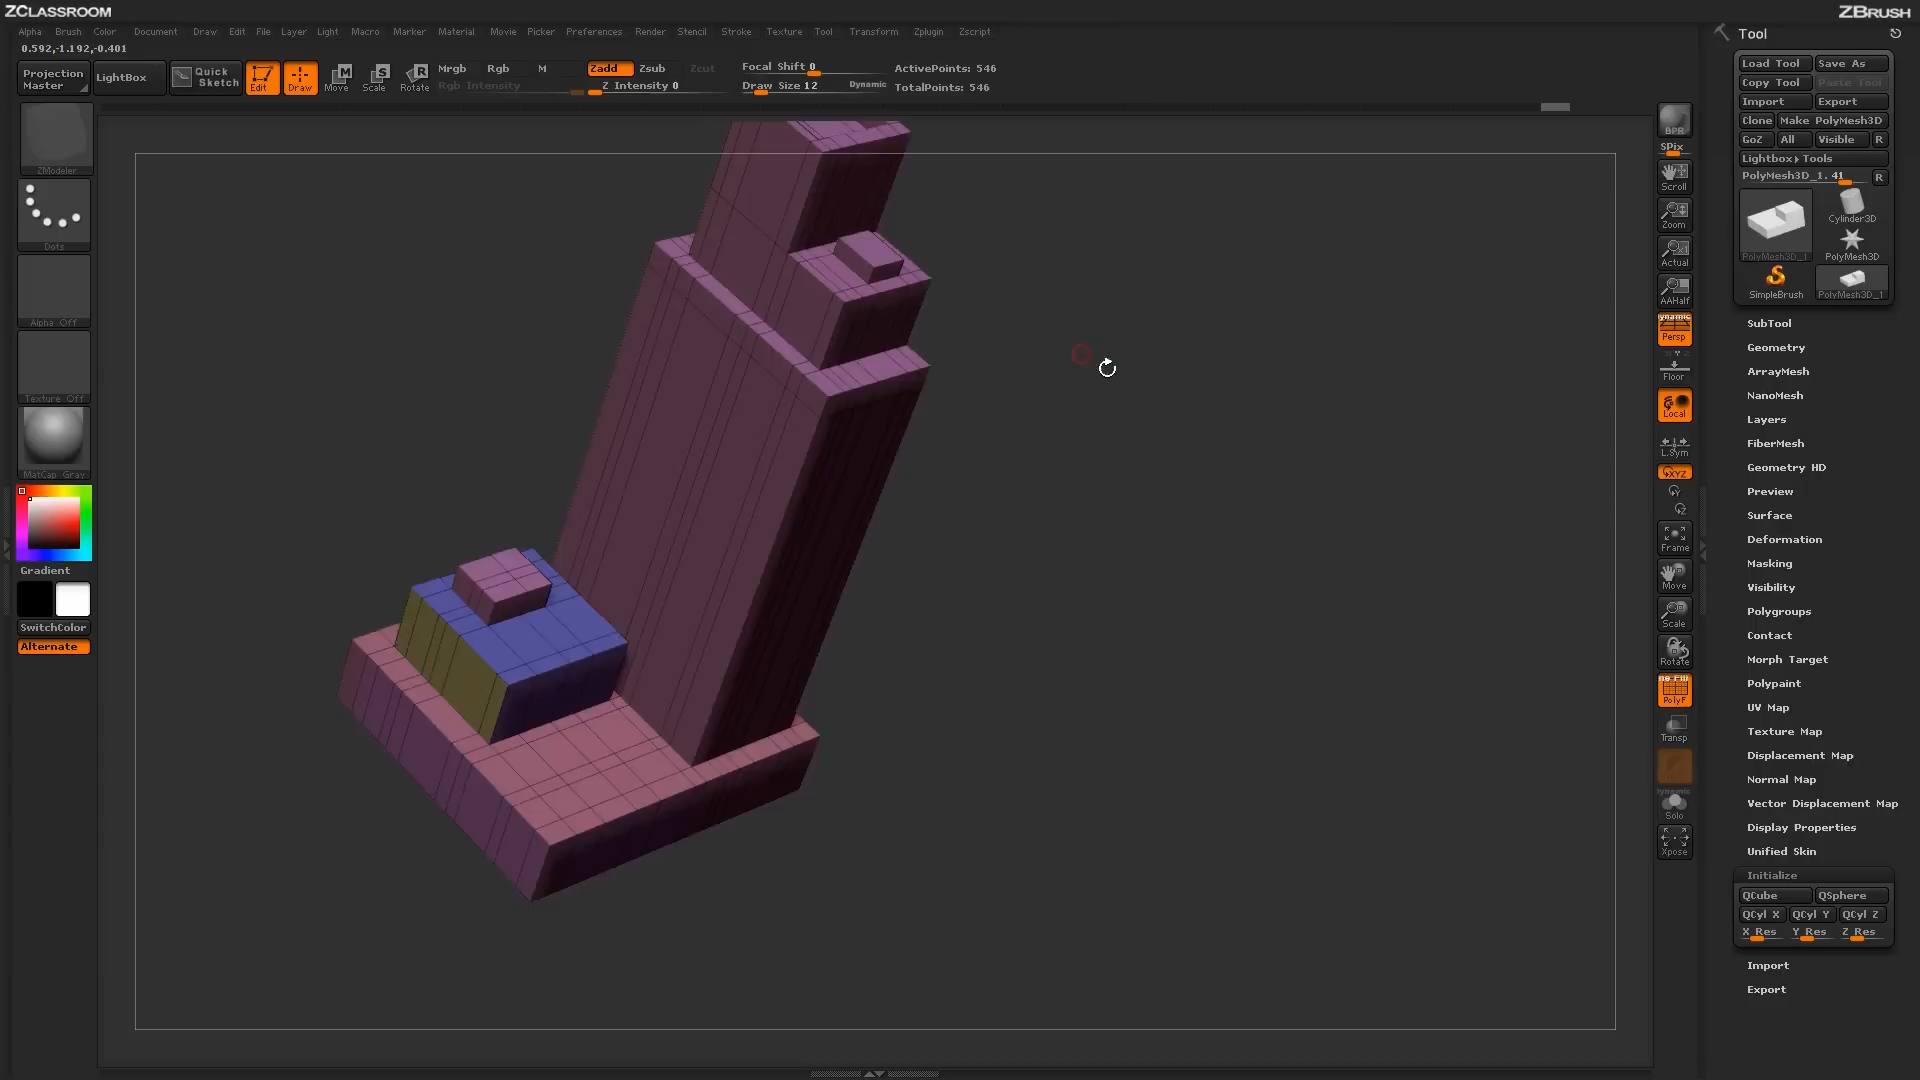 ZCLASSROOM
ZBRUSH
Alpha Brush Color Document Draw Edit File Layer Light Macro Marker Material Movie Picker Preferences Render Stencil Stroke Texture Tool Transform Zplugin Zscript
0.592,-1.192,-0.401
Projection Master
LightBox
Quick Sketch
Edit
Draw
Move
Scale
Rotate
Mrgb Rgb M
Rgb Intensity
Zadd Zsub Zcut
Z Intensity 0
Focal Shift 0
Draw Size 12
Dynamic
ActivePoints: 546
TotalPoints: 546
ZModeler
Dots
Alpha Off
Texture Off
MatCap Gray
Gradient
SwitchColor
Alternate
BPR
SPix
Scroll
Zoom
Actual
AAHalf
Persp
Floor
Local
L.Sym
XYZ
Y
Z
Frame
Move
Scale
Rotate
PolyF
Transp
Dynamic
Solo
Xpose
Tool
Load Tool Save As
Copy Tool Paste Tool
Import Export
Clone Make PolyMesh3D
GoZ All Visible R
Lightbox▸Tools
PolyMesh3D_1. 41 R
PolyMesh3D_1
Cylinder3D
PolyMesh3D
SimpleBrush
PolyMesh3D_1
SubTool
Geometry
ArrayMesh
NanoMesh
Layers
FiberMesh
Geometry HD
Preview
Surface
Deformation
Masking
Visibility
Polygroups
Contact
Morph Target
Polypaint
UV Map
Texture Map
Displacement Map
Normal Map
Vector Displacement Map
Display Properties
Unified Skin
Initialize
QCube QSphere
QCyl X QCyl Y QCyl Z
X Res Y Res Z Res
Import
Export